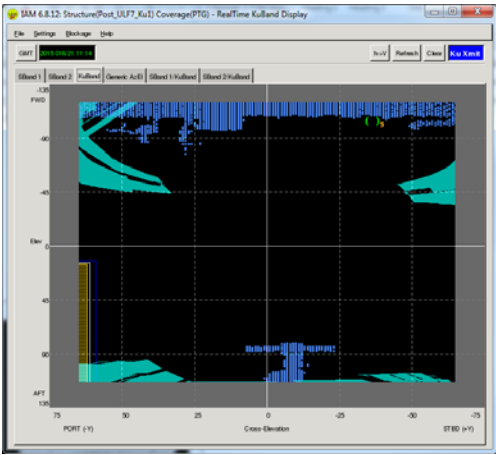 IAM 6.8.12: Structure(Post_ULF7_Ku1) Coverage(PTG) - RealTime KuBand Display
File Settings Blockage Help
GMT 2015:016/21:11:14 h=V Refresh Clear Ku Xmit
SBand 1 SBand 2 KuBand Generic Az/El SBand 1/KuBand SBand 2/KuBand
-135
FWD
-90
-45
Elev 0
45
90
AFT
135
75 50 25 0 -25 -50 -75
PORT (-Y) Cross-Elevation STBD (+Y)